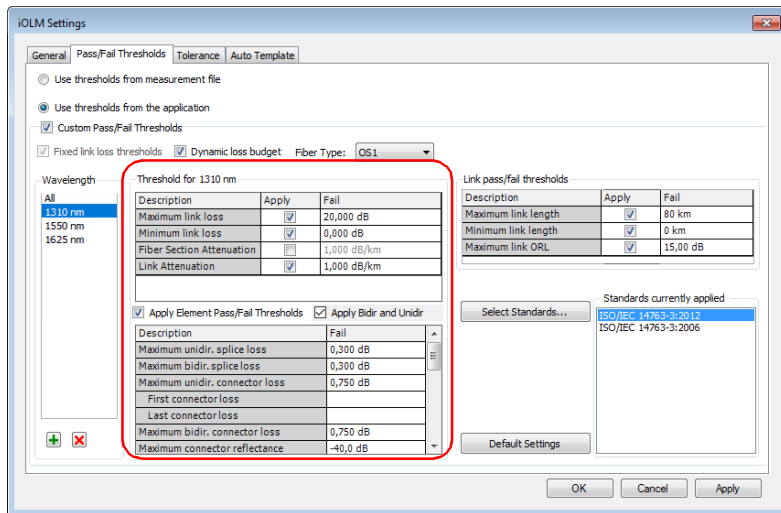 iOLM Settings
General Pass/Fail Thresholds Tolerance Auto Template
Use thresholds from measurement file
Use thresholds from the application
Custom Pass/Fail Thresholds
Fixed link loss thresholds Dynamic loss budget Fiber Type: OS1
Wavelength
All
1310 nm
1550 nm
1625 nm
Threshold for 1310 nm
Description Apply Fail
Maximum link loss 20,000 dB
Minimum link loss 0,000 dB
Fiber Section Attenuation 1,000 dB/km
Link Attenuation 1,000 dB/km
Apply Element Pass/Fail Thresholds Apply Bidir and Unidir
Description Fail
Maximum unidir. splice loss 0,300 dB
Maximum bidir. splice loss 0,300 dB
Maximum unidir. connector loss 0,750 dB
First connector loss
Last connector loss
Maximum bidir. connector loss 0,750 dB
Maximum connector reflectance -40,0 dB
Link pass/fail thresholds
Description Apply Fail
Maximum link length 80 km
Minimum link length 0 km
Maximum link ORL 15,00 dB
Select Standards...
Standards currently applied
ISO/IEC 14763-3:2012
ISO/IEC 14763-3:2006
Default Settings
OK Cancel Apply